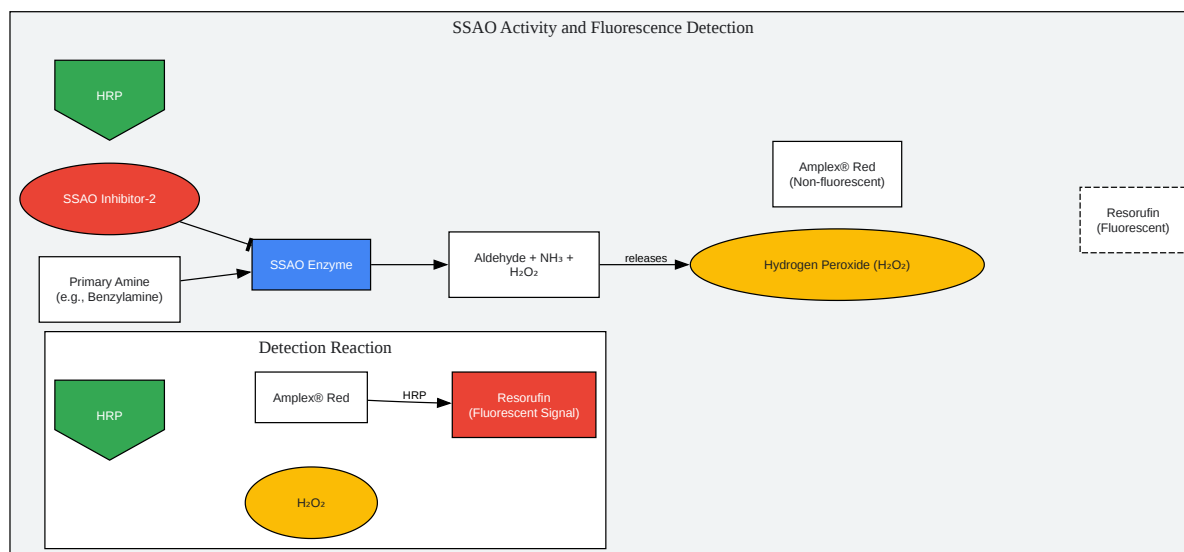 SSAO Activity and Fluorescence Detection
HRP
SSAO Inhibitor-2
Primary Amine
(e.g., Benzylamine)
SSAO Enzyme
Aldehyde + NH₃ +
H₂O₂
releases
Amplex® Red
(Non-fluorescent)
Hydrogen Peroxide (H₂O₂)
Resorufin
(Fluorescent)
Detection Reaction
HRP
Amplex® Red
HRP
Resorufin
(Fluorescent Signal)
H₂O₂